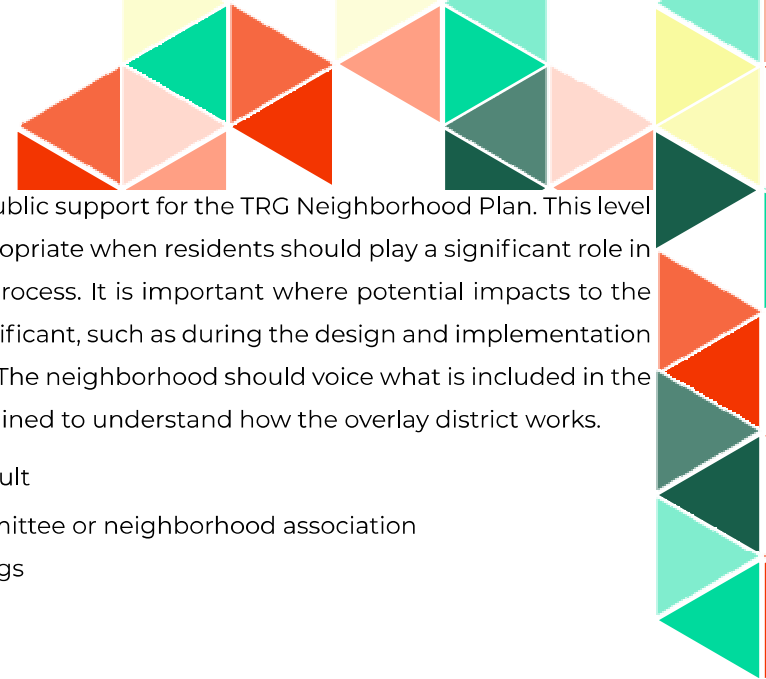 ublic support for the TRG Neighborhood Plan. This level
opriate when residents should play a significant role in
rocess. It is important where potential impacts to the
ificant, such as during the design and implementation
The neighborhood should voice what is included in the
ined to understand how the overlay district works.
ult
mittee or neighborhood association
gs